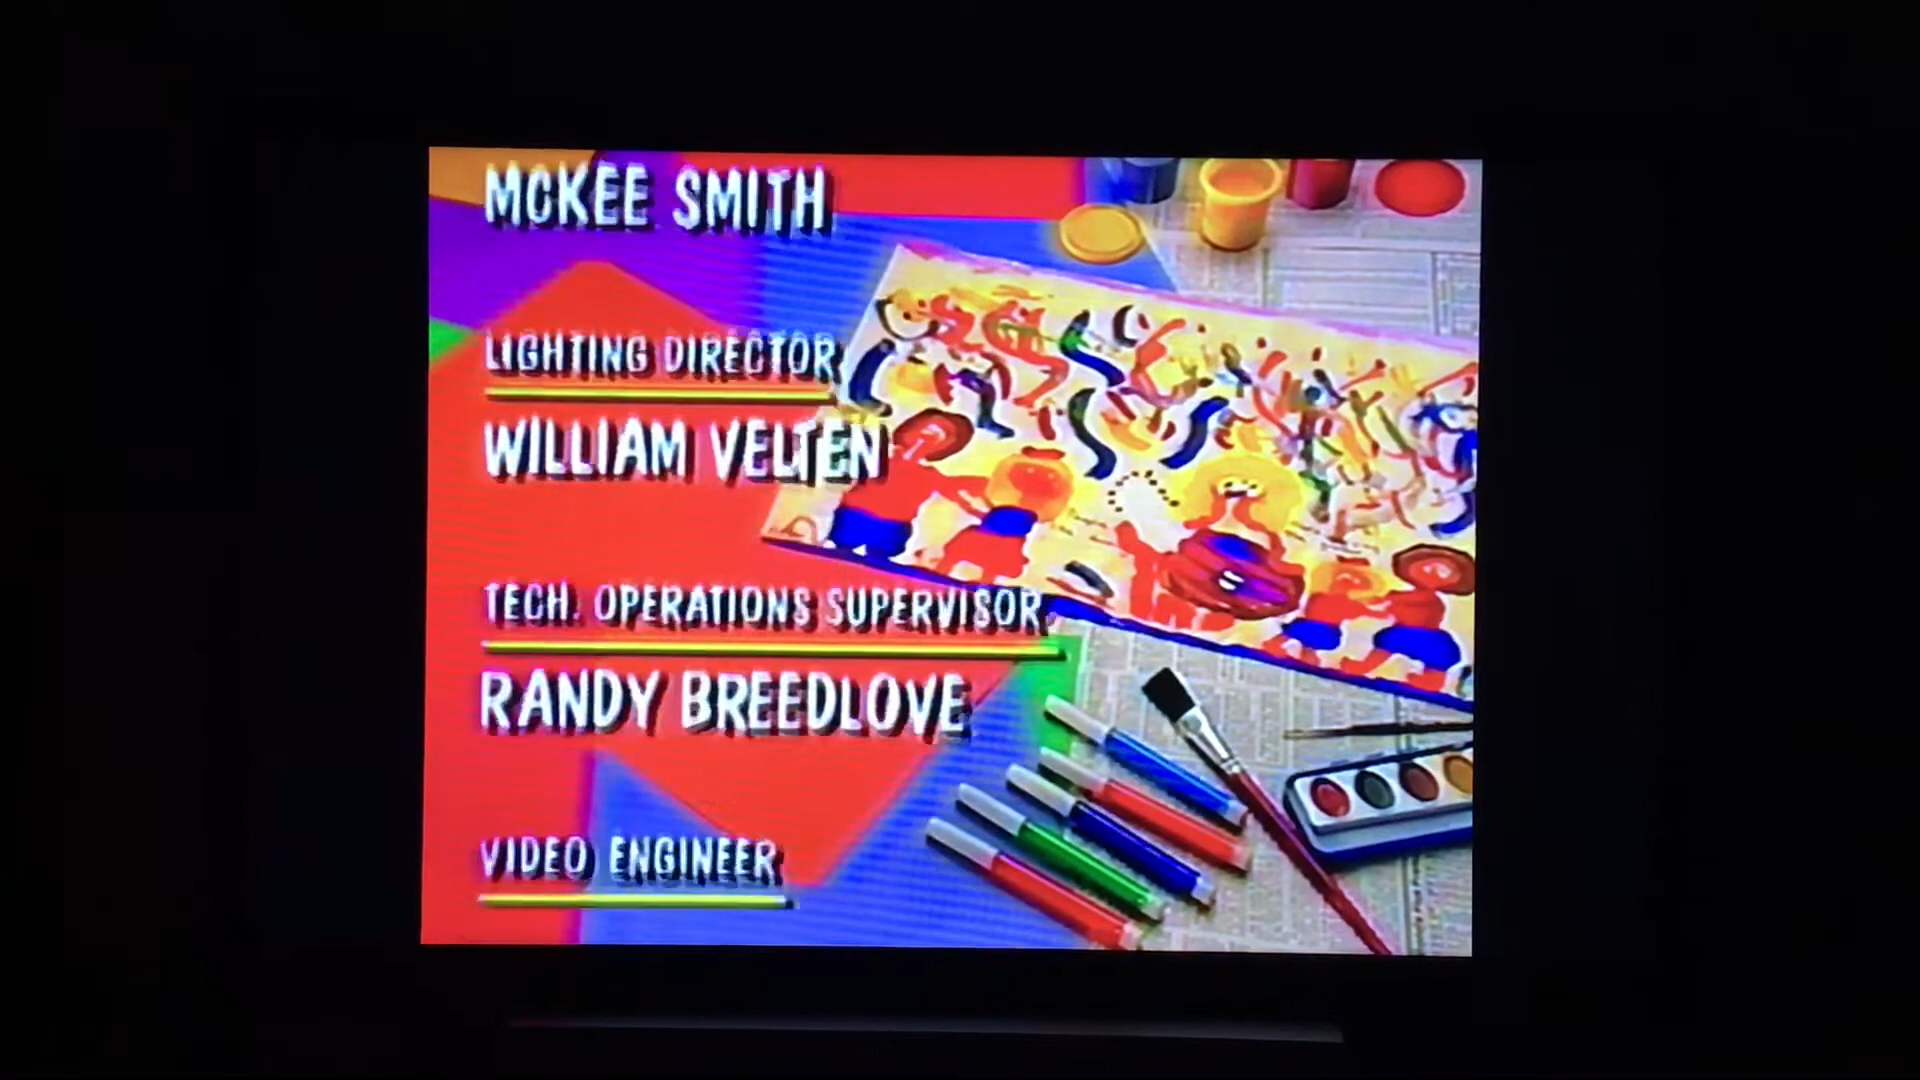 MCKEE SMITH
LIGHTING DIRECTOR
WILLIAM VELTEN
TECH. OPERATIONS SUPERVISOR
RANDY BREEDLOVE
VIDEO ENGINEER